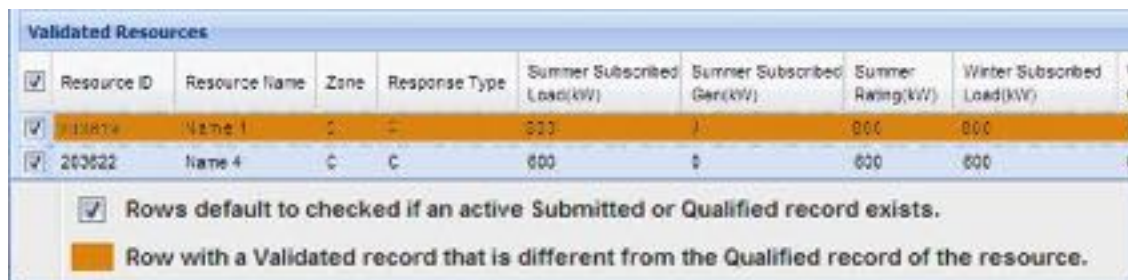 Validated Resources
Resource ID Resource Name Zone Response Type Summer Subscribed Load(kW) Summer Subscribed Gen(kW) Summer Rating(kW) Winter Subscribed Load(kW)
Name 1 C C 800 800
203622 Name 4 C C 600 0 600 600
Rows default to checked if an active Submitted or Qualified record exists.
Row with a Validated record that is different from the Qualified record of the resource.